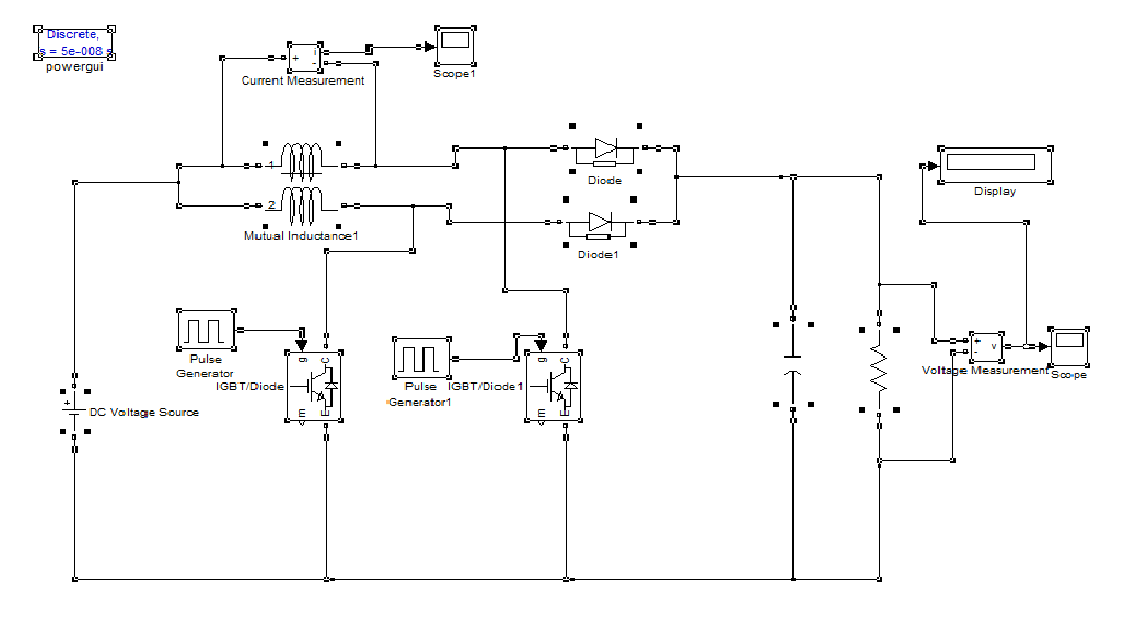 Discrete,
s = 5e-008 s
powergui
+
i
-
Scope1
Current Measurement
1
2
Mutual Inductance1
Diode
Diode1
Display
Pulse
Generator
g
C
m
E
IGBT/Diode
Pulse
Generator1
g
C
m
E
IGBT/Diode1
+
DC Voltage Source
+
-
v
Voltage Measurement
Scope